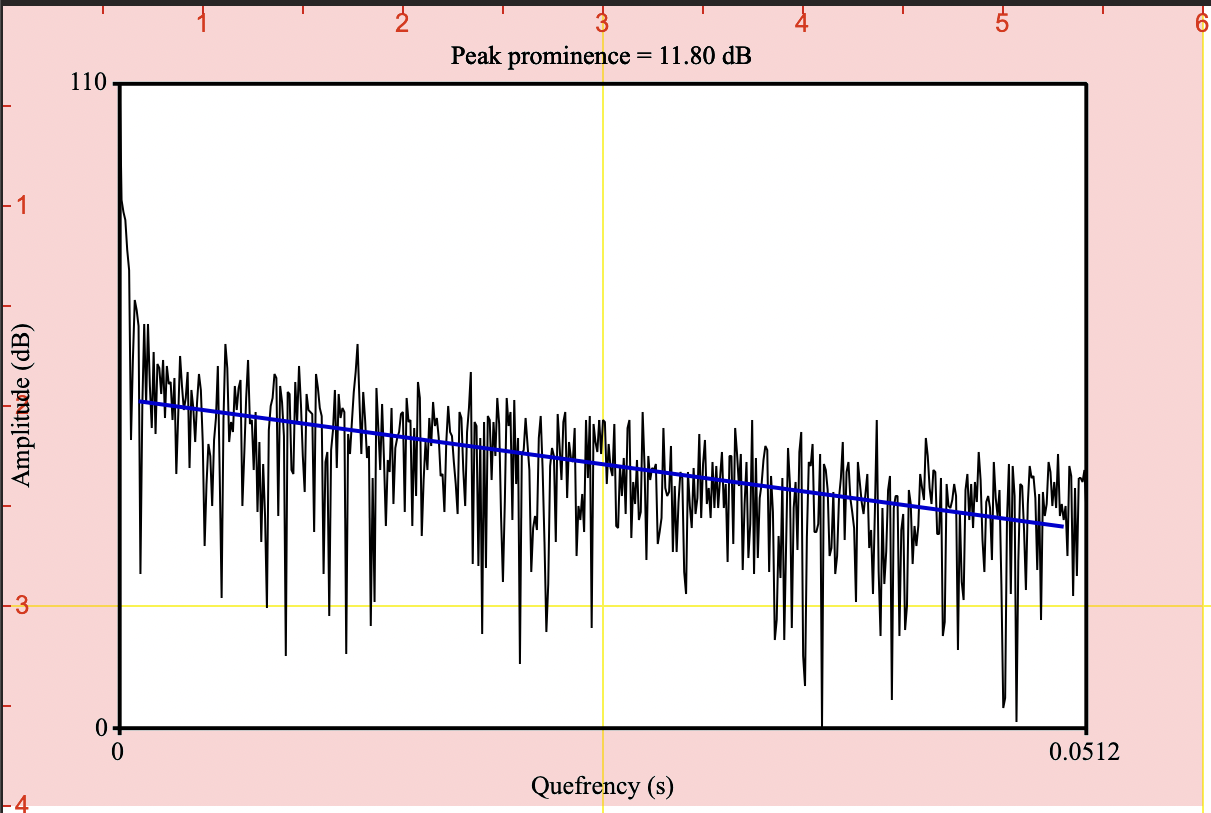 1 2 3 4 5 6
Peak prominence = 11.80 dB
110
1
Amplitude (dB)
2
3
0
0 0.0512
Quefrency (s)
4